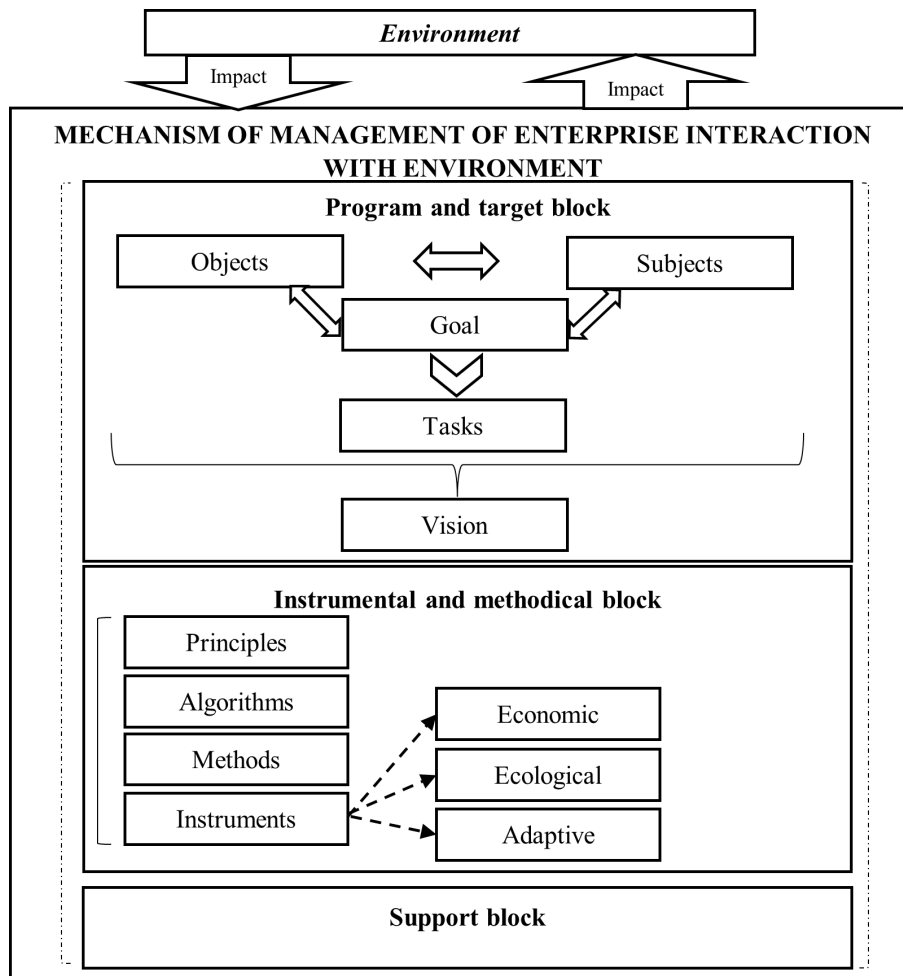 Environment
Impact
Impact
MECHANISM OF MANAGEMENT OF ENTERPRISE INTERACTION
WITH ENVIRONMENT
Program and target block
Objects
Subjects
Goal
Tasks
Vision
Instrumental and methodical block
Principles
Algorithms
Methods
Instruments
Economic
Ecological
Adaptive
Support block